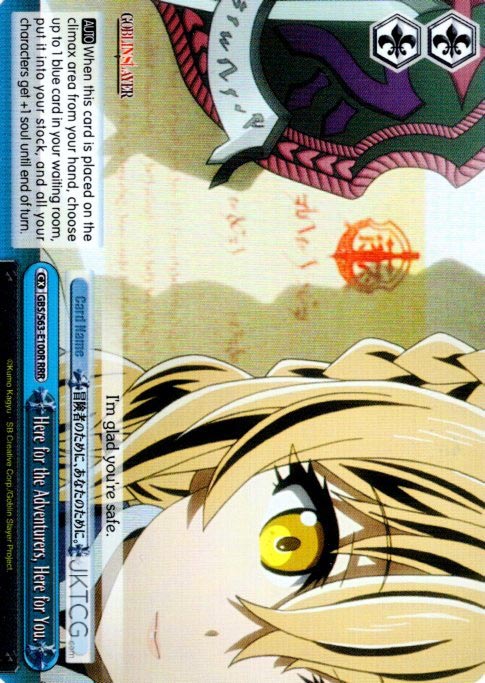 GOBLIN SLAYER
[AUTO] When this card is placed on the
climax area from your hand, choose
up to 1 blue card in your waiting room,
put it into your stock, and all your
characters get +1 soul until end of turn.
I'm glad you're safe.
Card Name
冒険者のために、あなたのために。
JKTCG.com
CX GBS/S63-E100R RRR
Here for the Adventurers, Here for You.
©Kumo Kagyu・SB Creative Corp./Goblin Slayer Project.